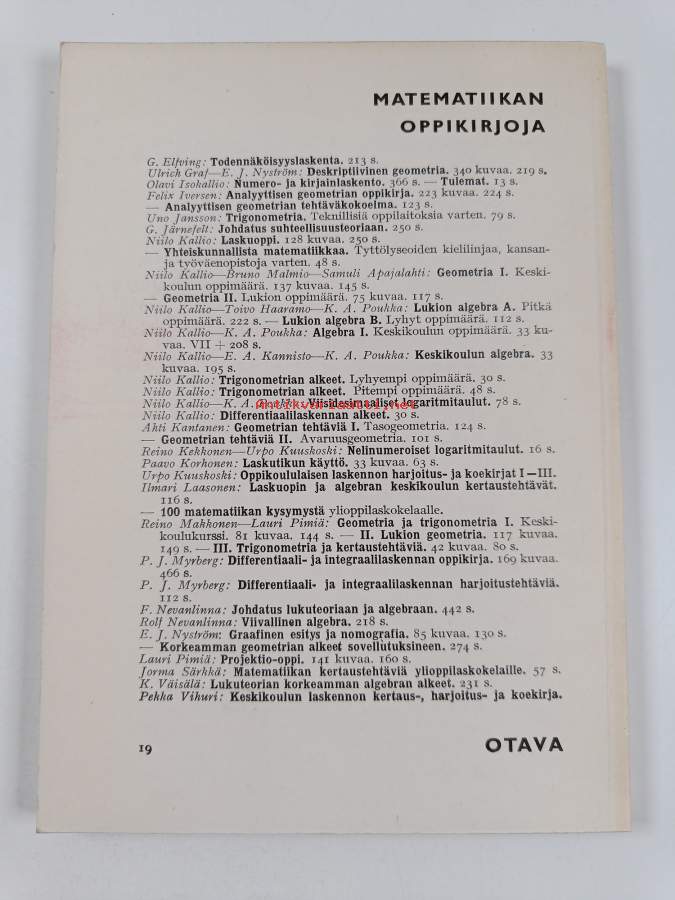 MATEMATIIKAN
OPPIKIRJOJA
G. Elfving: Todennäköisyyslaskenta. 213 s.
Ulrich Graf—E. J. Nyström: Deskriptiivinen geometria. 340 kuvaa. 219 s.
Olavi Isokallio: Numero- ja kirjainlaskento. 366 s. — Tulemat. 13 s.
Felix Iversen: Analyyttisen geometrian oppikirja. 223 kuvaa. 224 s.
— Analyyttisen geometrian tehtäväkokoelma. 123 s.
Uno Jansson: Trigonometria. Teknillisiä oppilaitoksia varten. 79 s.
G. Järnefelt: Johdatus suhteellisuusteoriaan. 250 s.
Niilo Kallio: Laskuoppi. 128 kuvaa. 250 s.
— Yhteiskunnallista matematiikkaa. Tyttölyseoiden kielilinjaa, kansan-
ja työväenopistoja varten. 48 s.
Niilo Kallio—Bruno Malmio—Samuli Apajalahti: Geometria I. Keski-
koulun oppimäärä. 137 kuvaa. 145 s.
— Geometria II. Lukion oppimäärä. 75 kuvaa. 117 s.
Niilo Kallio—Toivo Haaramo—K. A. Poukka: Lukion algebra A. Pitkä
oppimäärä. 222 s. — Lukion algebra B. Lyhyt oppimäärä. 112 s.
Niilo Kallio—K. A. Poukka: Algebra I. Keskikoulun oppimäärä. 33 ku-
vaa. VII + 208 s.
Niilo Kallio—E. A. Kannisto—K. A. Poukka: Keskikoulun algebra. 33
kuvaa. 195 s.
Niilo Kallio: Trigonometrian alkeet. Lyhyempi oppimäärä. 30 s.
Niilo Kallio: Trigonometrian alkeet. Pitempi oppimäärä. 48 s.
Niilo Kallio—K. A. Poukka: Viisidesimaaliset logaritmitaulut. 78 s.
Niilo Kallio: Differentiaalilaskennan alkeet. 36 s.
Ahti Kantanen: Geometrian tehtäviä I. Tasogeometria. 124 s.
— Geometrian tehtäviä II. Avaruusgeometria. 101 s.
Reino Kekkonen—Urpo Kuuskoski: Nelinumeroiset logaritmitaulut. 16 s.
Paavo Korhonen: Laskutikun käyttö. 33 kuvaa. 63 s.
Urpo Kuuskoski: Oppikoululaisen laskennon harjoitus- ja koekirjat I—III.
Ilmari Laasonen: Laskuopin ja algebran keskikoulun kertaustehtävät.
116 s.
— 100 matematiikan kysymystä ylioppilaskokelaalle.
Reino Makkonen—Lauri Pimiä: Geometria ja trigonometria I. Keski-
koulukurssi. 81 kuvaa. 144 s. — II. Lukion geometria. 117 kuvaa.
149 s. — III. Trigonometria ja kertaustehtäviä. 42 kuvaa. 80 s.
P. J. Myrberg: Differentiaali- ja integraalilaskennan oppikirja. 169 kuvaa.
466 s.
P. J. Myrberg: Differentiaali- ja integraalilaskennan harjoitustehtäviä.
112 s.
F. Nevanlinna: Johdatus lukuteoriaan ja algebraan. 442 s.
Rolf Nevanlinna: Viivallinen algebra. 218 s.
E. J. Nyström: Graafinen esitys ja nomografia. 85 kuvaa. 130 s.
— Korkeamman geometrian alkeet sovellutuksineen. 274 s.
Lauri Pimiä: Projektio-oppi. 141 kuvaa. 160 s.
Jorma Särkkä: Matematiikan kertaustehtäviä ylioppilaskokelaille. 57 s.
K. Väisälä: Lukuteorian korkeamman algebran alkeet. 231 s.
Pekka Vihuri: Keskikoulun laskennon kertaus-, harjoitus- ja koekirja.
19
OTAVA